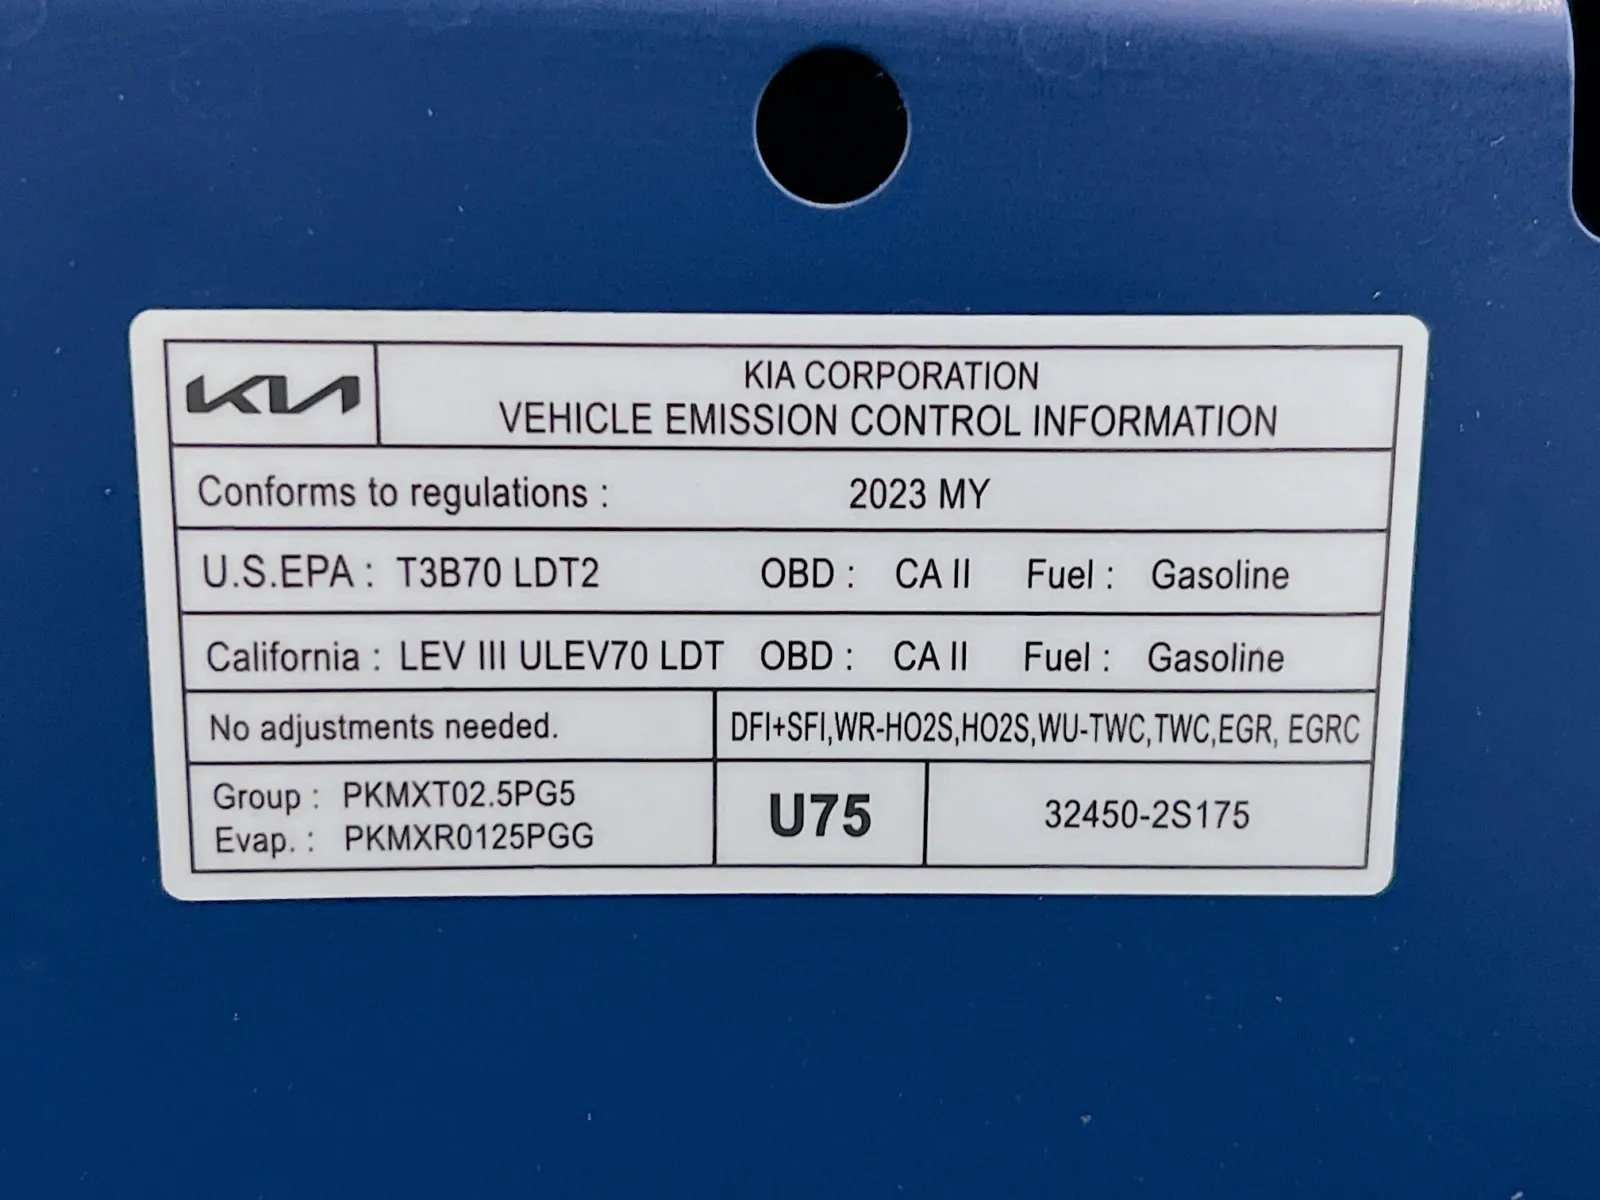 KIA
KIA CORPORATION
VEHICLE EMISSION CONTROL INFORMATION
Conforms to regulations : 2023 MY
U.S.EPA : T3B70 LDT2 OBD : CA II Fuel : Gasoline
California : LEV III ULEV70 LDT OBD : CA II Fuel : Gasoline
No adjustments needed. DFI+SFI,WR-HO2S,HO2S,WU-TWC,TWC,EGR, EGRC
Group : PKMXT02.5PG5
Evap. : PKMXR0125PGG
U75
32450-2S175